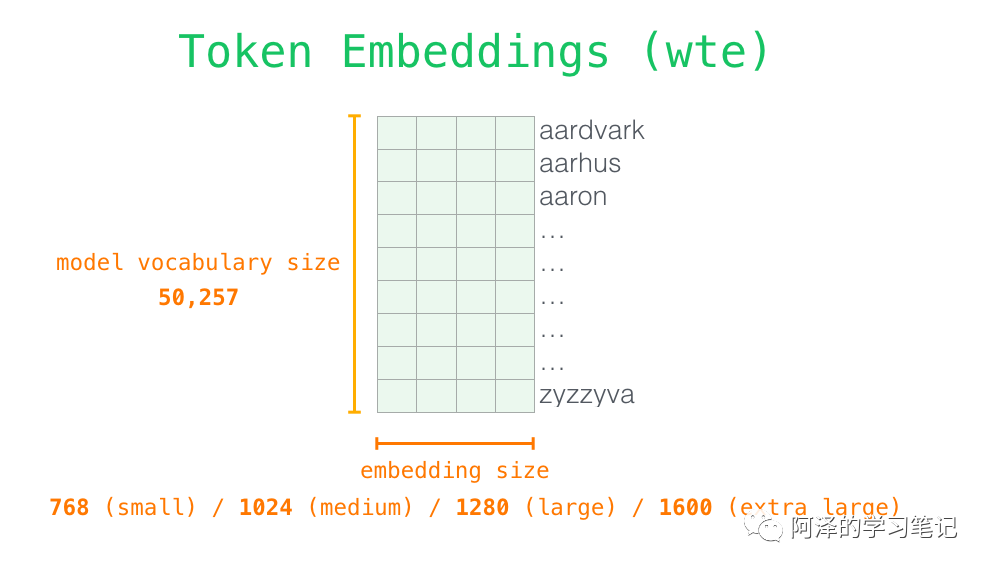 Token Embeddings (wte)
aardvark
aarhus
aaron
...
...
...
...
...
zyzzyva
model vocabulary size
50,257
embedding size
768 (small) / 1024 (medium) / 1280 (large) / 1600 (extra large)
阿泽的学习笔记